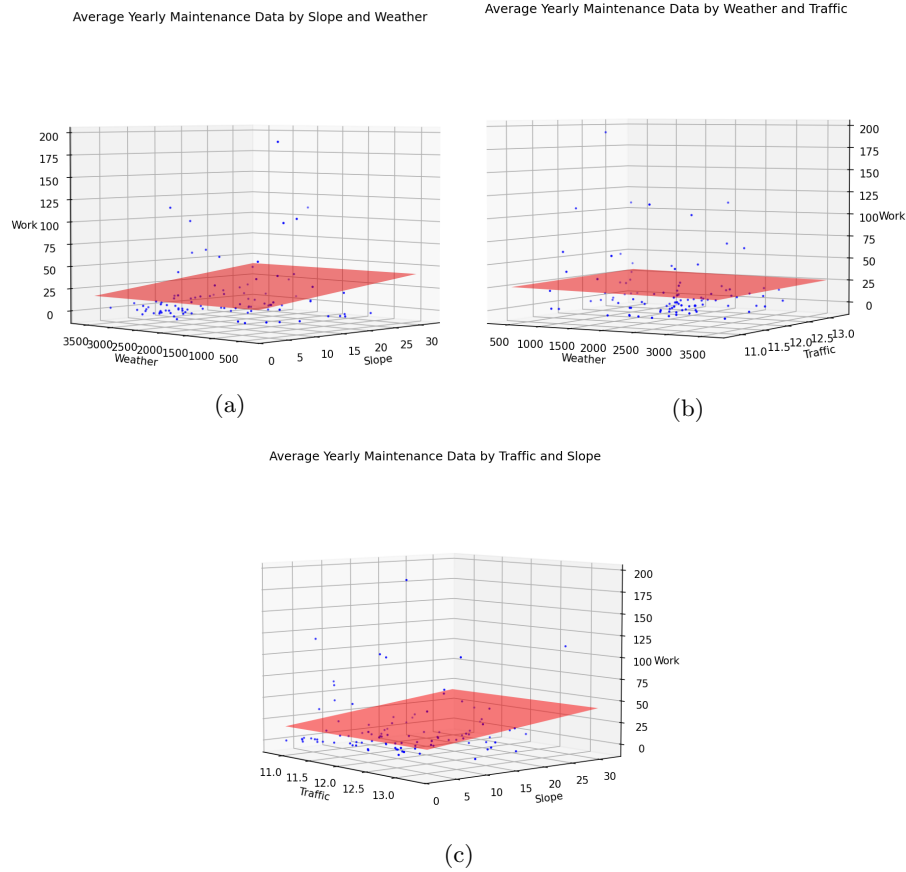 Average Yearly Maintenance Data by Slope and Weather
200
175
150
125
Work 100
75
50
25
0
3500 3000 2500 2000 1500 1000 500
Weather
0 5 10 15 20 25 30
Slope
(a)
Average Yearly Maintenance Data by Weather and Traffic
200
175
150
125
100 Work
75
50
25
0
500 1000 1500 2000 2500 3000 3500
Weather
11.0 11.5 12.0 12.5 13.0
Traffic
(b)
Average Yearly Maintenance Data by Traffic and Slope
200
175
150
125
100 Work
75
50
25
0
11.0 11.5 12.0 12.5 13.0
Traffic
0 5 10 15 20 25 30
Slope
(c)